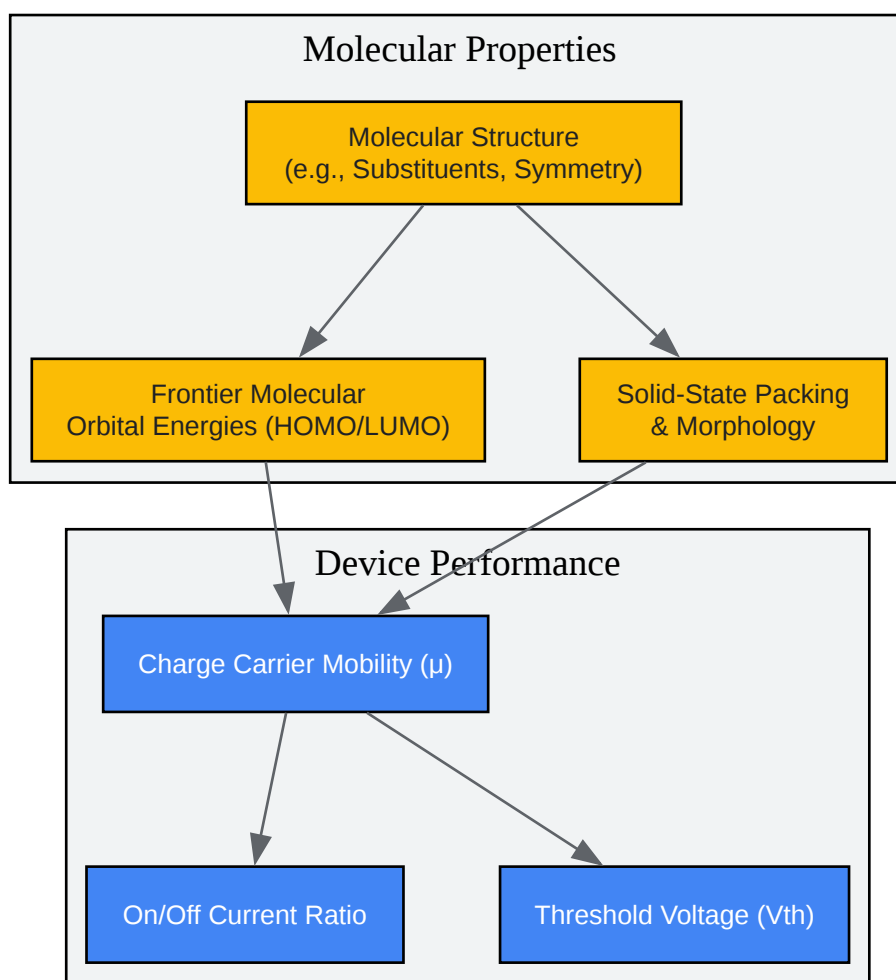 Molecular Properties
Molecular Structure
(e.g., Substituents, Symmetry)
Frontier Molecular
Orbital Energies (HOMO/LUMO)
Solid-State Packing
& Morphology
Device Performance
Charge Carrier Mobility (μ)
On/Off Current Ratio
Threshold Voltage (Vth)